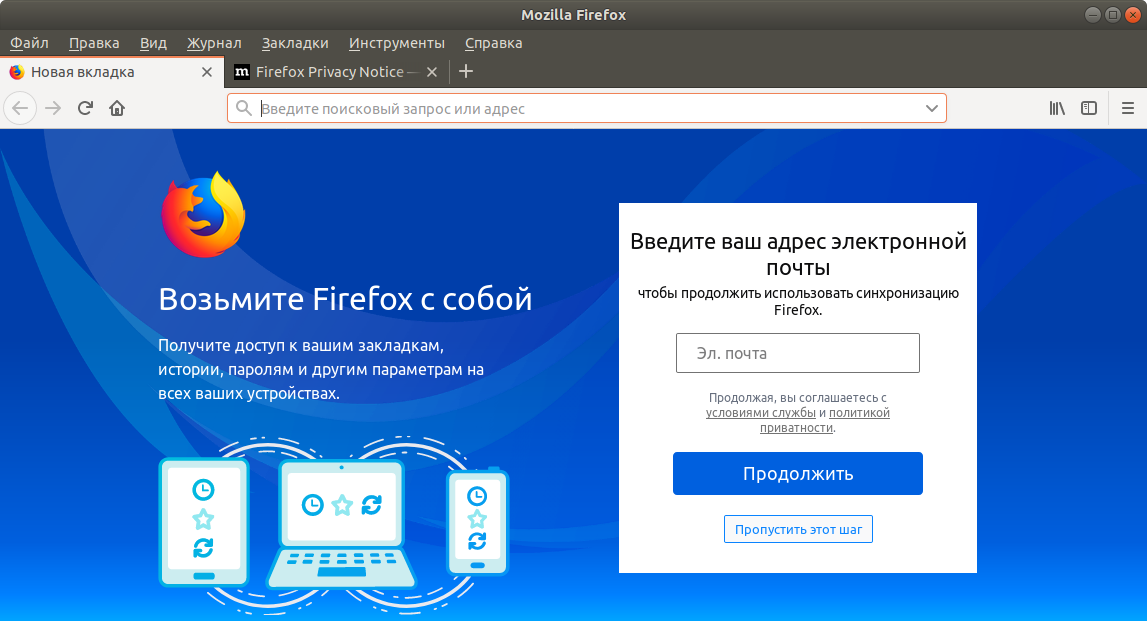 Mozilla Firefox
Файл Правка Вид Журнал Закладки Инструменты Справка
Новая вкладка Firefox Privacy Notice —
Введите поисковый запрос или адрес
Возьмите Firefox с собой
Получите доступ к вашим закладкам,
истории, паролям и другим параметрам на
всех ваших устройствах.
Введите ваш адрес электронной
почты
чтобы продолжить использовать синхронизацию
Firefox.
Эл. почта
Продолжая, вы соглашаетесь с
условиями службы и политикой
приватности.
Продолжить
Пропустить этот шаг